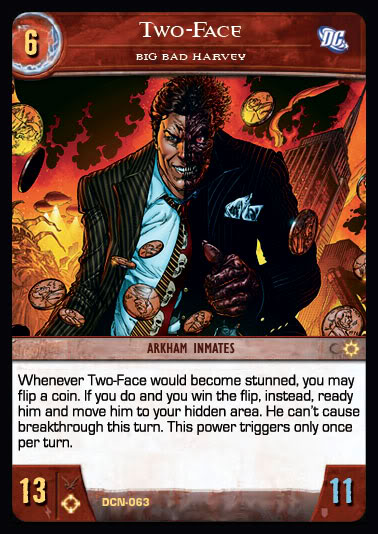 6
Two-Face
BIG BAD HARVEY
DC
ARKHAM INMATES
Whenever Two-Face would become stunned, you may
flip a coin. If you do and you win the flip, instead, ready
him and move him to your hidden area. He can't cause
breakthrough this turn. This power triggers only once
per turn.
13
DCN-063
11